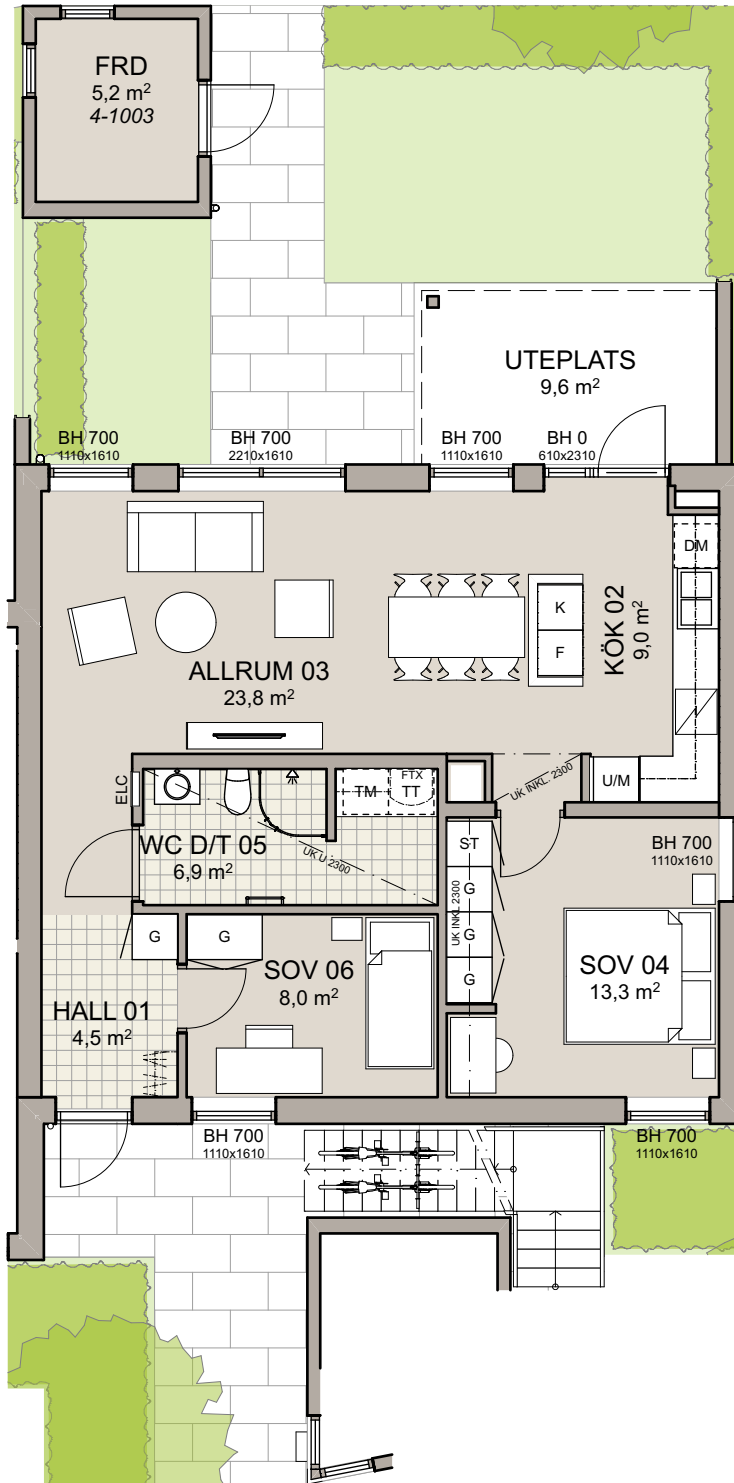 FRD
5,2 m²
4-1003
UTEPLATS
9,6 m²
BH 700
1110x1610
BH 700
2210x1610
BH 700
1110x1610
BH 0
610x2310
DM
K
F
KÖK 02
9,0 m²
ALLRUM 03
23,8 m²
ELC
TM
FTX
TT
UK INKL. 2300
U/M
WC D/T 05
6,9 m²
UK U 2300
ST
G
G
G
UK INKL 2300
BH 700
1110x1610
G
G
SOV 06
8,0 m²
SOV 04
13,3 m²
HALL 01
4,5 m²
BH 700
1110x1610
BH 700
1110x1610